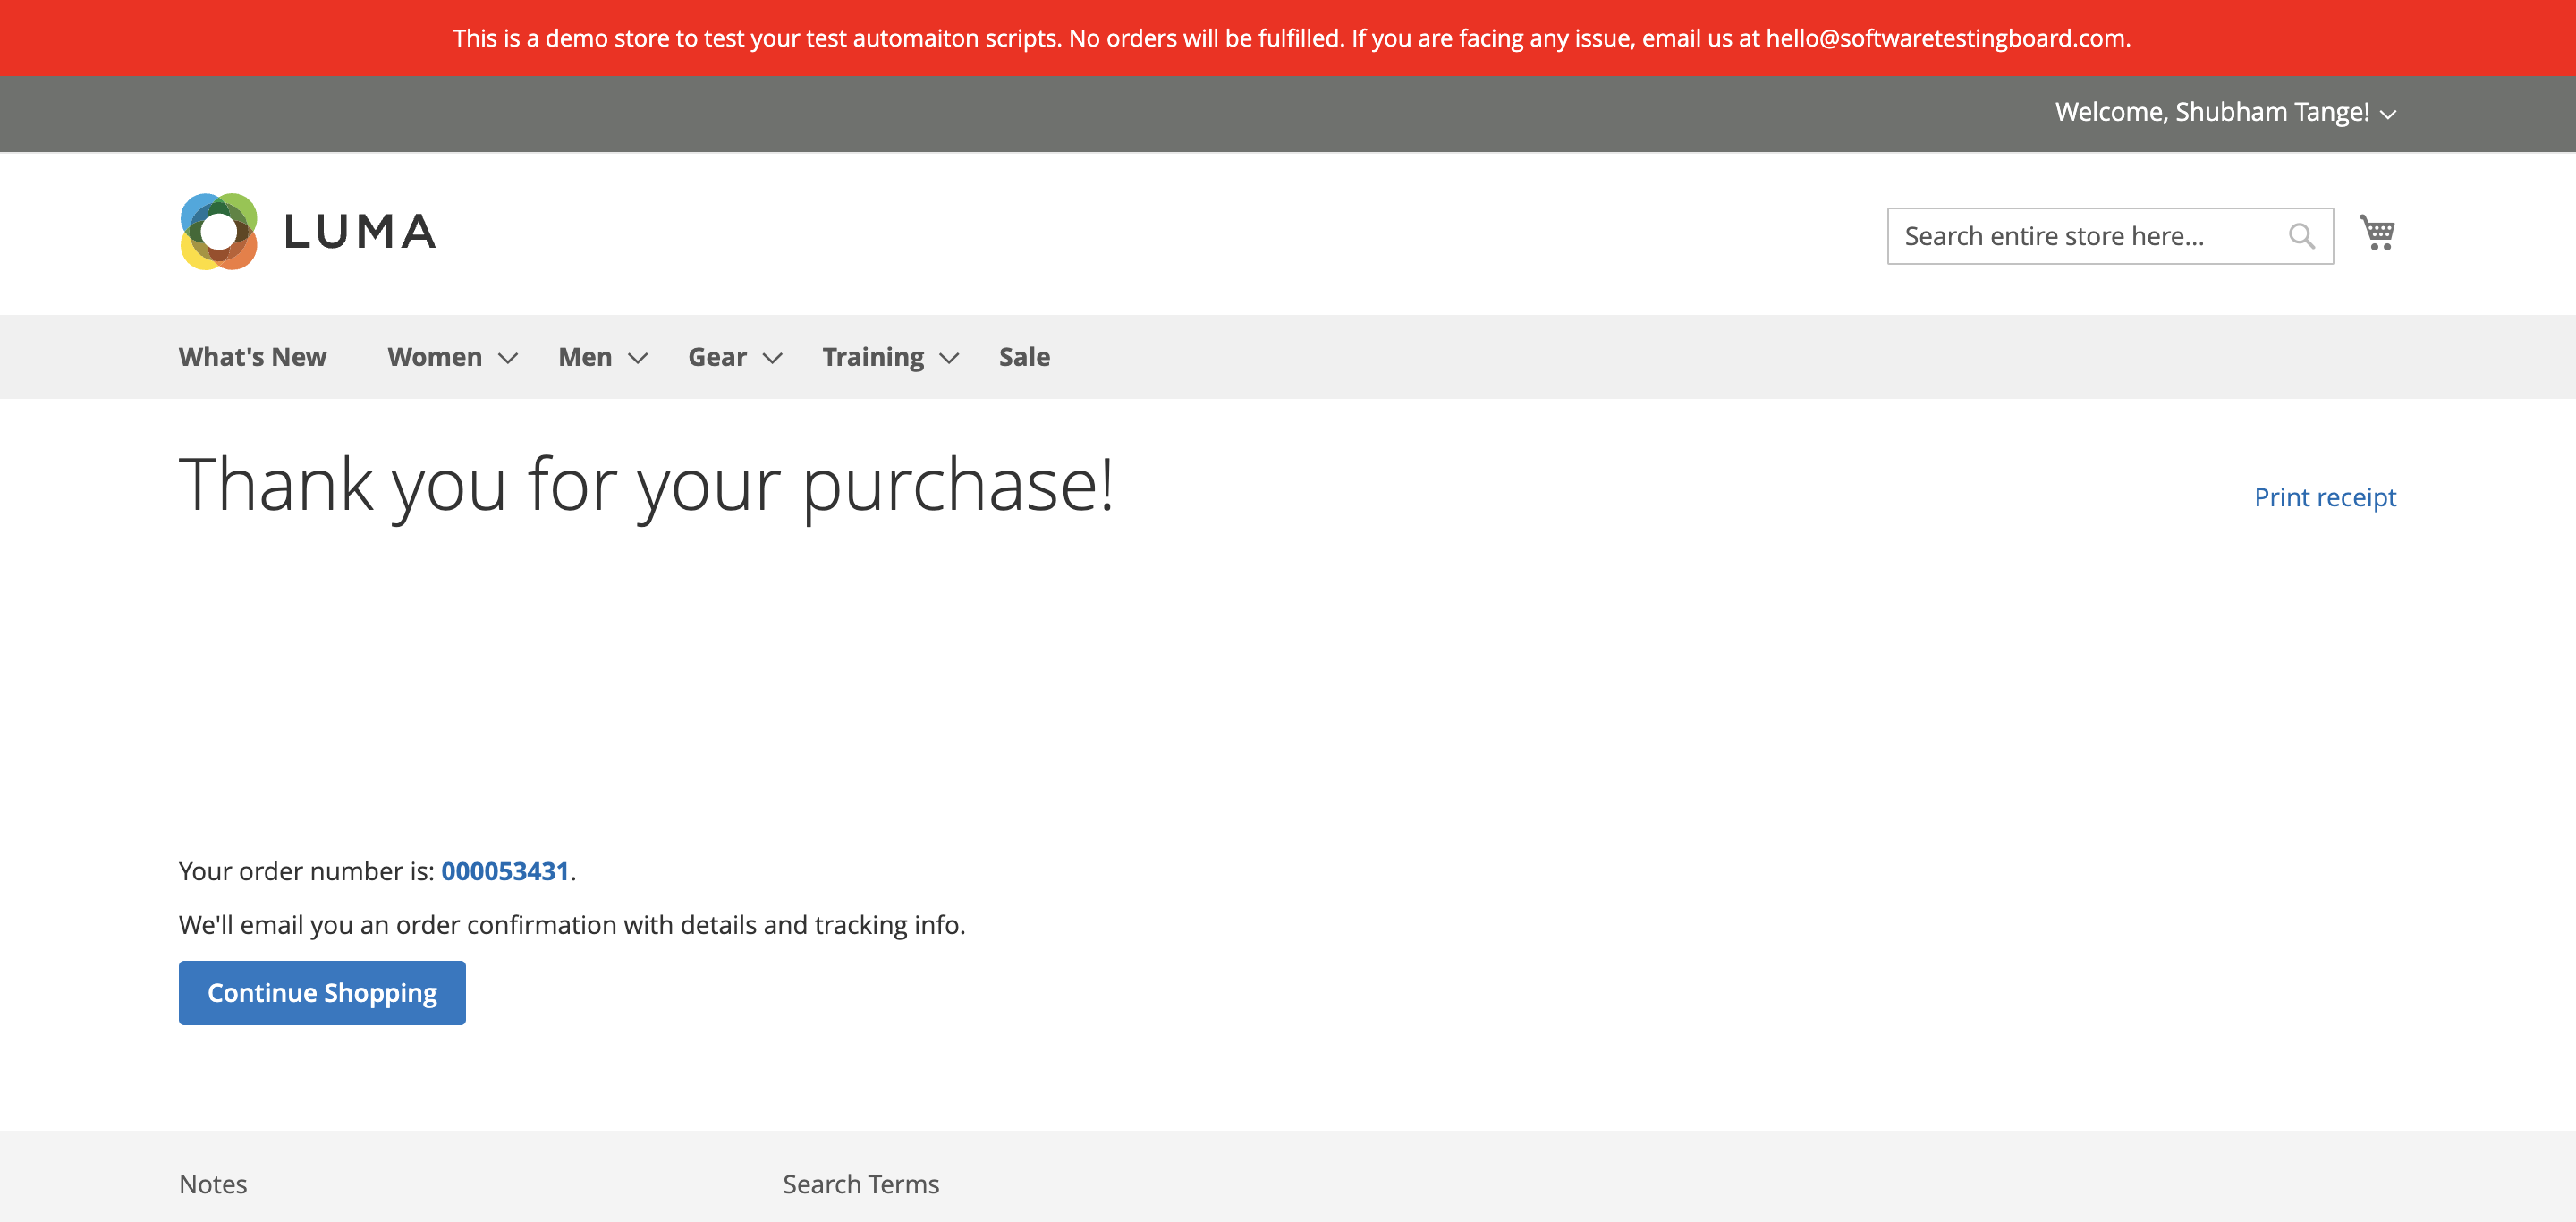 This is a demo store to test your test automaiton scripts. No orders will be fulfilled. If you are facing any issue, email us at hello@softwaretestingboard.com.
Welcome, Shubham Tange!
LUMA
Search entire store here...
What's New Women Men Gear Training Sale
Thank you for your purchase!
Print receipt
Your order number is: 000053431.
We'll email you an order confirmation with details and tracking info.
Continue Shopping
Notes Search Terms